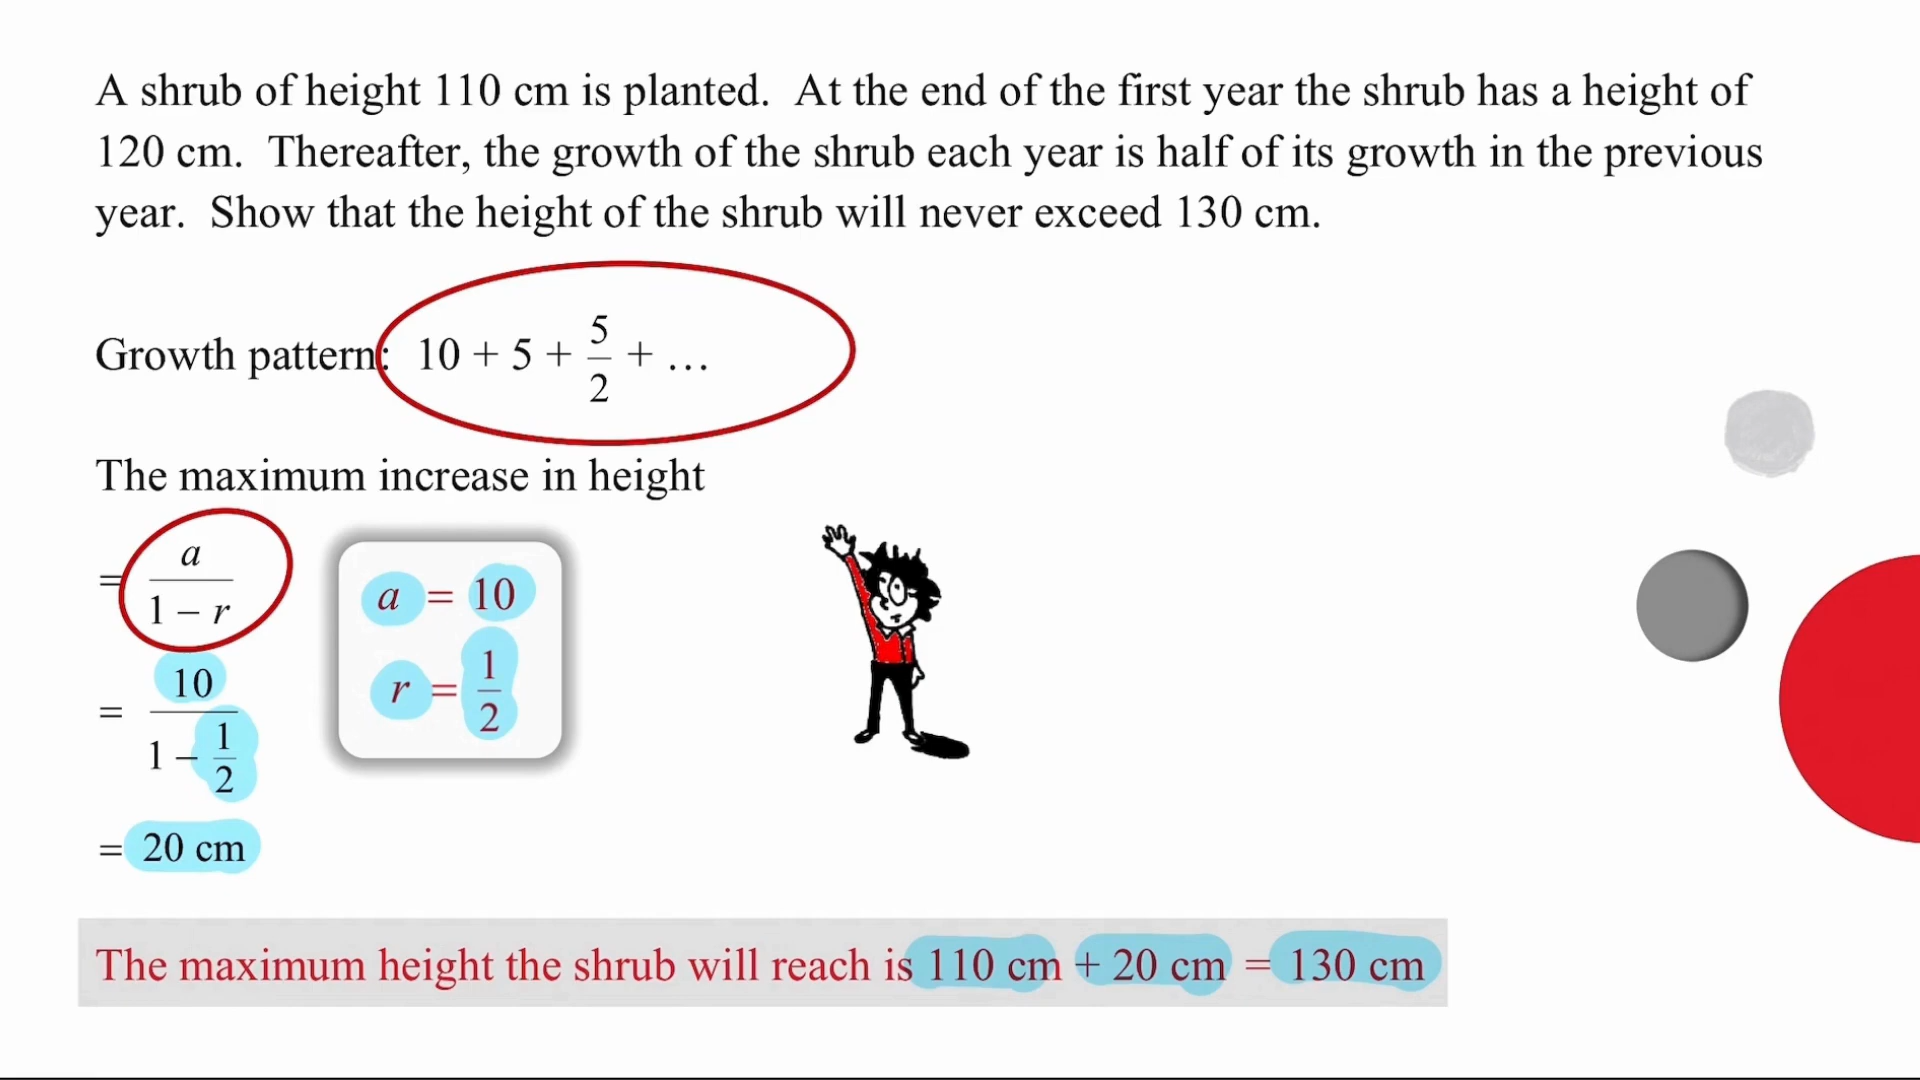 A shrub of height 110 cm is planted. At the end of the first year the shrub has a height of
120 cm. Thereafter, the growth of the shrub each year is half of its growth in the previous
year. Show that the height of the shrub will never exceed 130 cm.
Growth pattern: 10 + 5 + 5/2 + …
The maximum increase in height
= a/(1 – r)
a = 10
r = 1/2
= 10/(1 – 1/2)
= 20 cm
The maximum height the shrub will reach is 110 cm + 20 cm = 130 cm